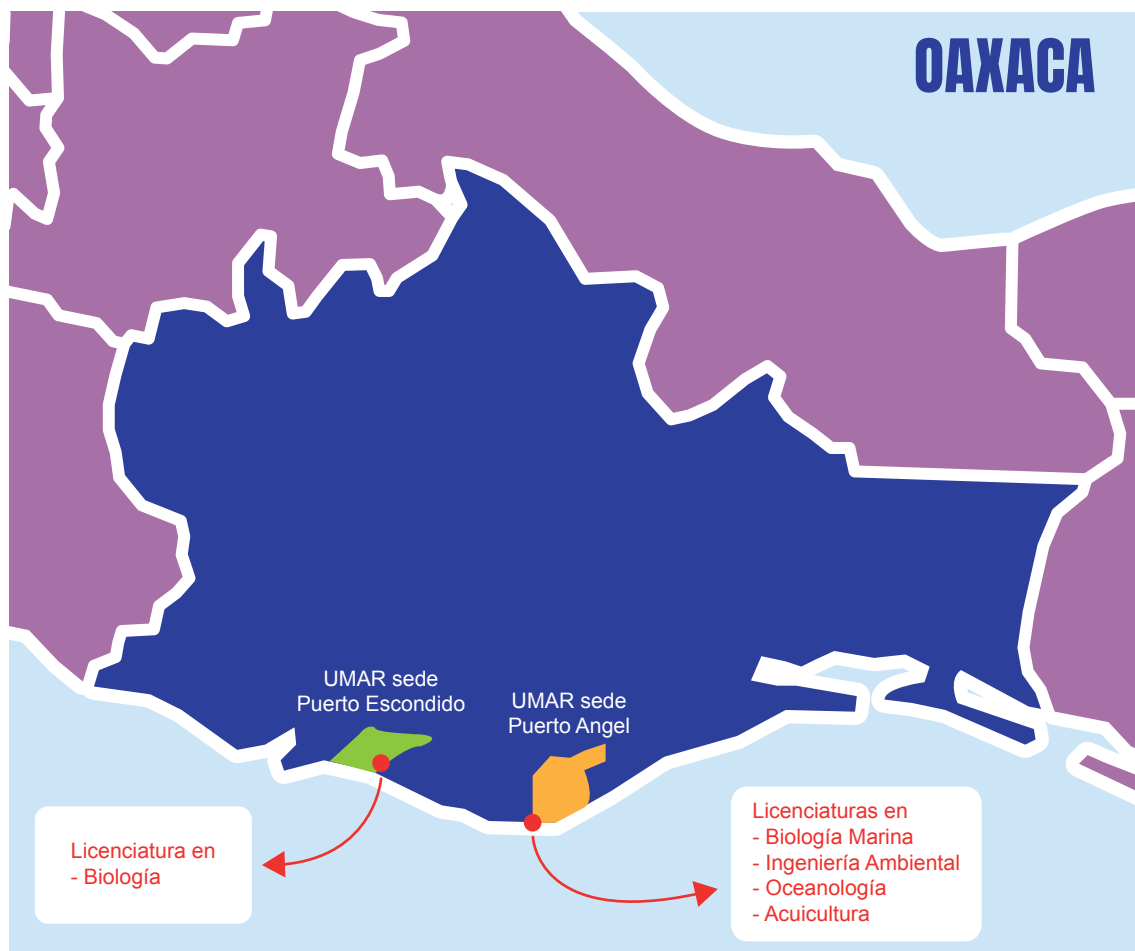 OAXACA
UMAR sede
Puerto Escondido
UMAR sede
Puerto Angel
Licenciatura en
- Biología
Licenciaturas en
- Biología Marina
- Ingeniería Ambiental
- Oceanología
- Acuicultura